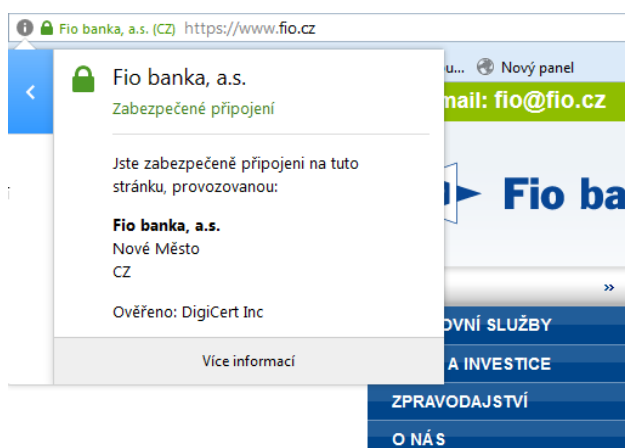 Fio banka, a.s. (CZ) https://www.fio.cz
Fio banka, a.s.
Zabezpečené připojení
Jste zabezpečeně připojeni na tuto
stránku, provozovanou:
Fio banka, a.s.
Nové Město
CZ
Ověřeno: DigiCert Inc
Více informací
u... Nový panel
mail: fio@fio.cz
Fio ba
»
OVNÍ SLUŽBY
A INVESTICE
ZPRAVODAJSTVÍ
O NÁS